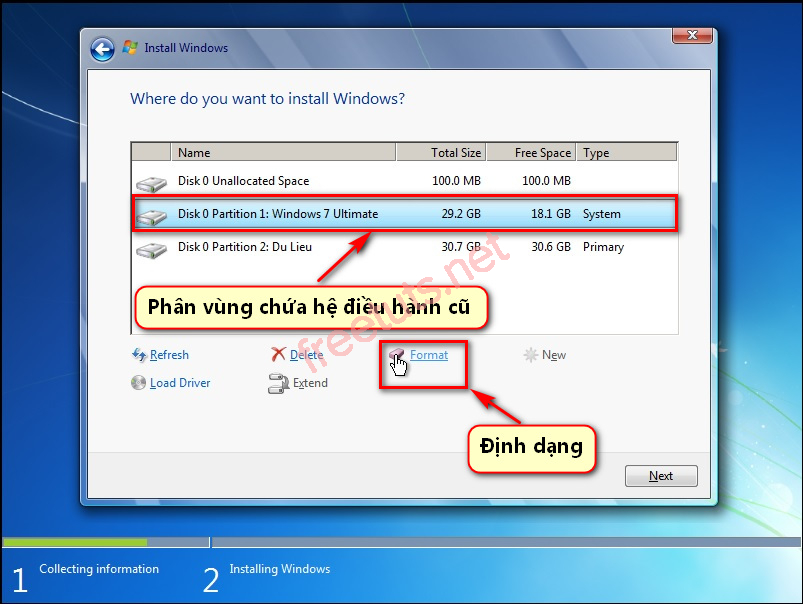 Install Windows
Where do you want to install Windows?
Name Total Size Free Space Type
Disk 0 Unallocated Space 100.0 MB 100.0 MB
Disk 0 Partition 1: Windows 7 Ultimate 29.2 GB 18.1 GB System
Disk 0 Partition 2: Du Lieu 30.7 GB 30.6 GB Primary
Phân vùng chứa hệ điều hành cũ
freetuts.net
Refresh Delete Format New
Load Driver Extend
Định dạng
Next
1 Collecting information 2 Installing Windows